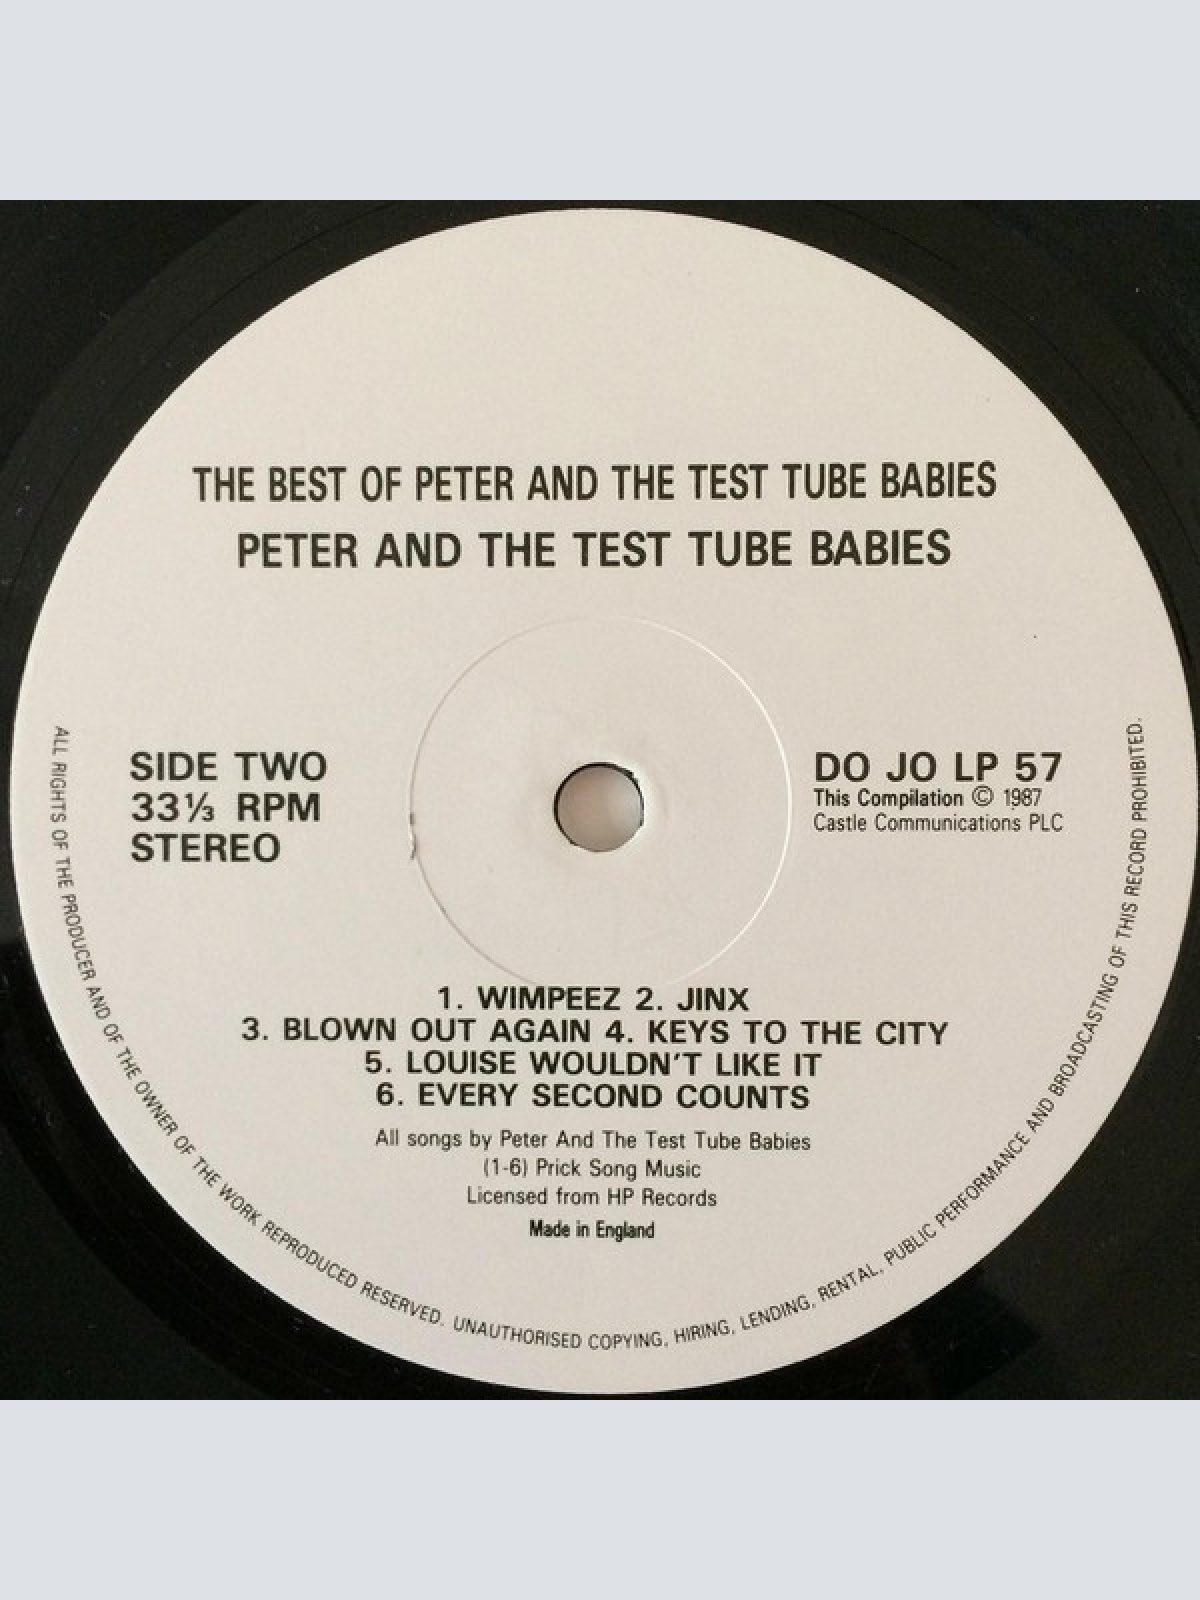 THE BEST OF PETER AND THE TEST TUBE BABIES
PETER AND THE TEST TUBE BABIES
SIDE TWO
33⅓ RPM
STEREO
DO JO LP 57
This Compilation © 1987
Castle Communications PLC
1. WIMPEEZ 2. JINX
3. BLOWN OUT AGAIN 4. KEYS TO THE CITY
5. LOUISE WOULDN'T LIKE IT
6. EVERY SECOND COUNTS
All songs by Peter And The Test Tube Babies
(1-6) Prick Song Music
Licensed from HP Records
Made in England
ALL RIGHTS OF THE PRODUCER AND OF THE OWNER OF THE WORK REPRODUCED RESERVED. UNAUTHORISED COPYING, HIRING, LENDING, RENTAL, PUBLIC PERFORMANCE AND BROADCASTING OF THIS RECORD PROHIBITED.